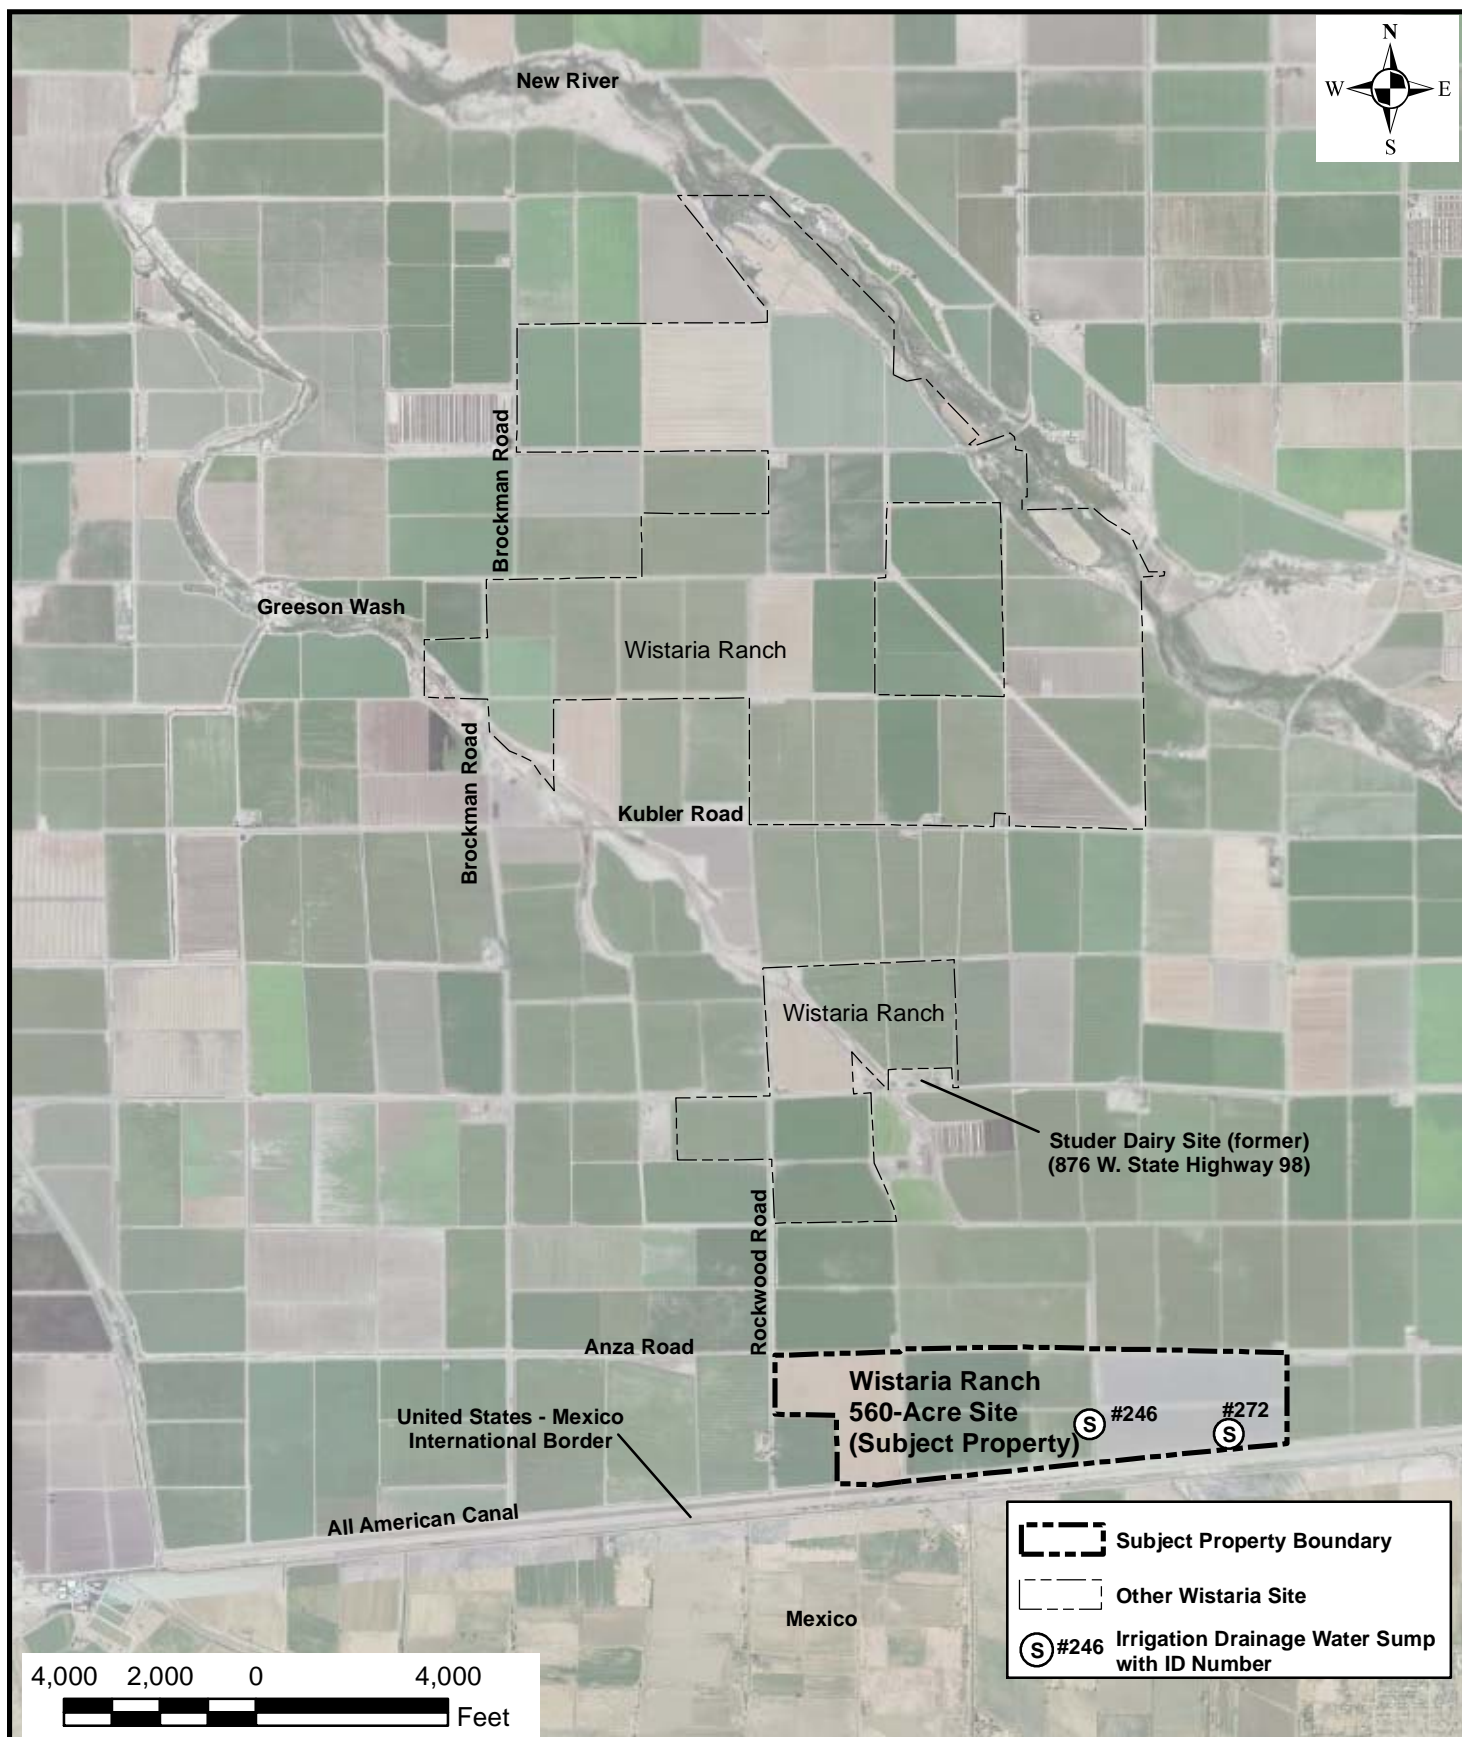 N
W E
S
New River
Brockman Road
Greeson Wash
Wistaria Ranch
Brockman Road
Kubler Road
Wistaria Ranch
Studer Dairy Site (former)
(876 W. State Highway 98)
Rockwood Road
Anza Road
Wistaria Ranch
560-Acre Site
(Subject Property)
S #246
#272
S
United States - Mexico
International Border
All American Canal
Mexico
Subject Property Boundary
Other Wistaria Site
S #246 Irrigation Drainage Water Sump
with ID Number
4,000 2,000 0 4,000
Feet